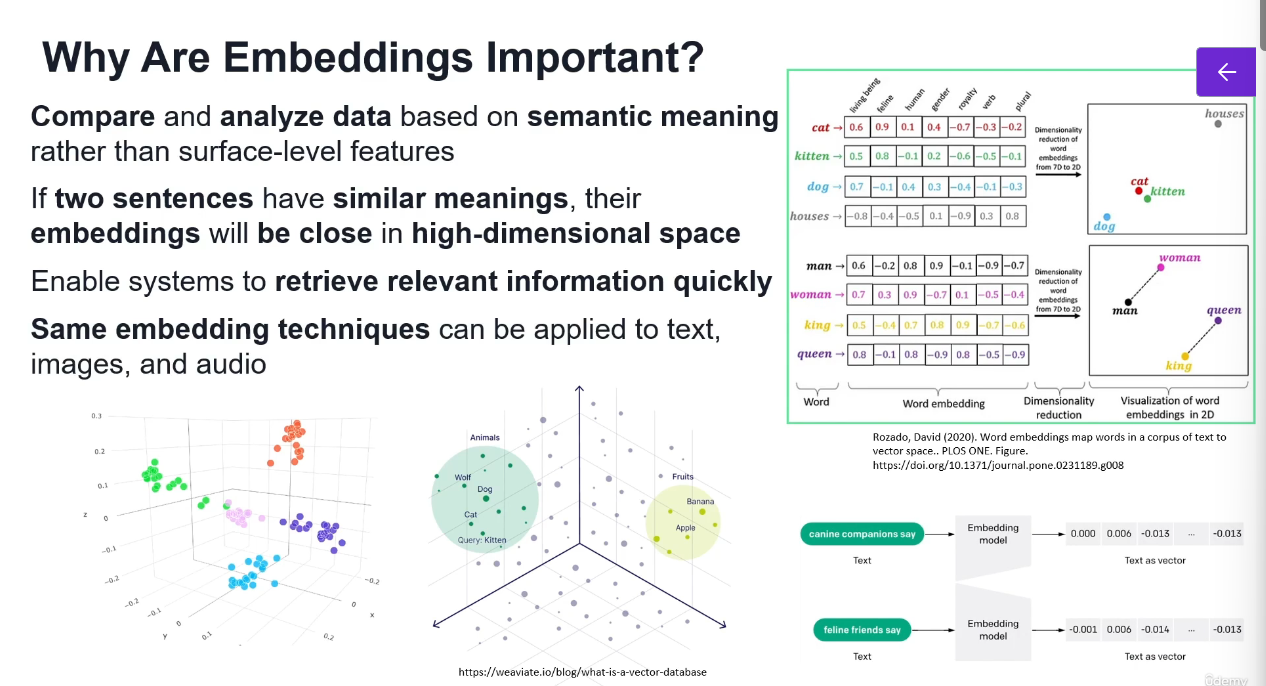 Why Are Embeddings Important?
Compare and analyze data based on semantic meaning
rather than surface-level features
If two sentences have similar meanings, their
embeddings will be close in high-dimensional space
Enable systems to retrieve relevant information quickly
Same embedding techniques can be applied to text,
images, and audio
living being feline human gender royalty verb plural
cat → 0.6 0.9 0.1 0.4 −0.7 −0.3 −0.2
kitten → 0.5 0.8 −0.1 0.2 −0.6 −0.5 −0.1
dog → 0.7 −0.1 0.4 0.3 −0.4 −0.1 −0.3
houses → −0.8 −0.4 −0.5 0.1 −0.9 0.3 0.8
Dimensionality
reduction of
word
embeddings
from 7D to 2D
houses
cat
kitten
dog
man → 0.6 −0.2 0.8 0.9 −0.1 −0.9 −0.7
woman → 0.7 0.3 0.9 −0.7 0.1 −0.5 −0.4
king → 0.5 −0.4 0.7 0.8 0.9 −0.7 −0.6
queen → 0.8 −0.1 0.8 −0.9 0.8 −0.5 −0.9
Dimensionality
reduction of
word
embeddings
from 7D to 2D
woman
man
queen
king
Word
Word embedding
Dimensionality
reduction
Visualization of word
embeddings in 2D
Rozado, David (2020). Word embeddings map words in a corpus of text to
vector space.. PLOS ONE. Figure.
https://doi.org/10.1371/journal.pone.0231189.g008
0.3
0.2
0.1
z
0
−0.1
−0.2
−0.2
−0.1
0
y
0.1
0.2
x
0
−0.2
Animals
Wolf
Dog
Cat
Query: Kitten
Fruits
Banana
Apple
https://weaviate.io/blog/what-is-a-vector-database
canine companions say
Text
Embedding
model
0.000 0.006 -0.013 ... -0.013
Text as vector
feline friends say
Text
Embedding
model
-0.001 0.006 -0.014 ... -0.013
Text as vector
ûdemy